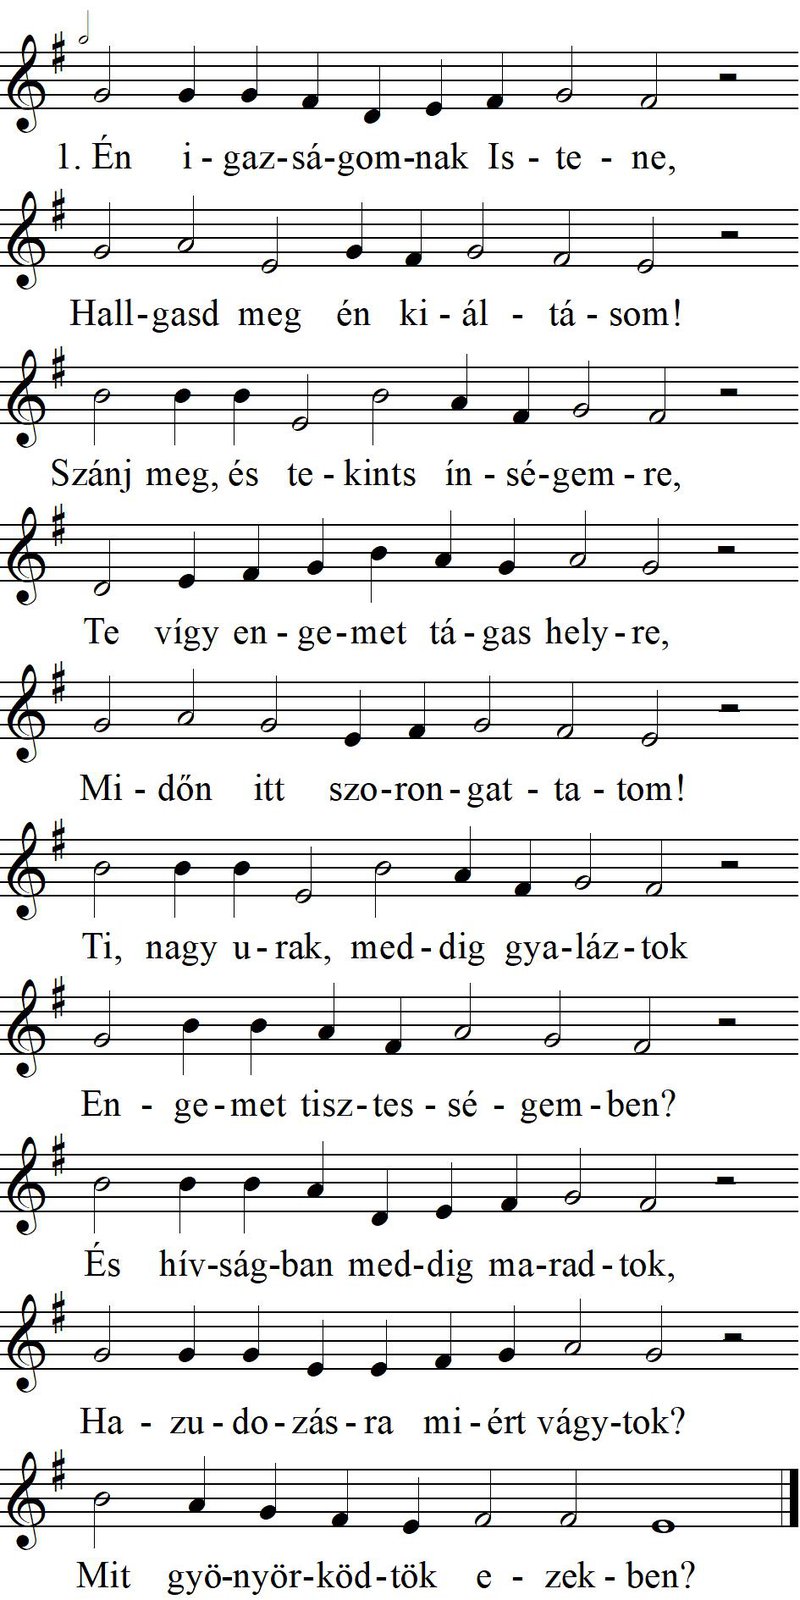 1. Én i - gaz-sá-gom-nak Is - te - ne,
Hall-gasd meg én ki - ál - tá - som!
Szánj meg, és te - kints ín - sé-gem - re,
Te vígy en - ge-met tá - gas hely - re,
Mi - dőn itt szo-ron-gat - ta - tom!
Ti, nagy u - rak, med - dig gya-láz-tok
En - ge-met tisz-tes - sé - gem - ben?
És hív-ság-ban med-dig ma-rad - tok,
Ha - zu - do - zás - ra mi - ért vágy-tok?
Mit gyö-nyör-köd-tök e - zek - ben?